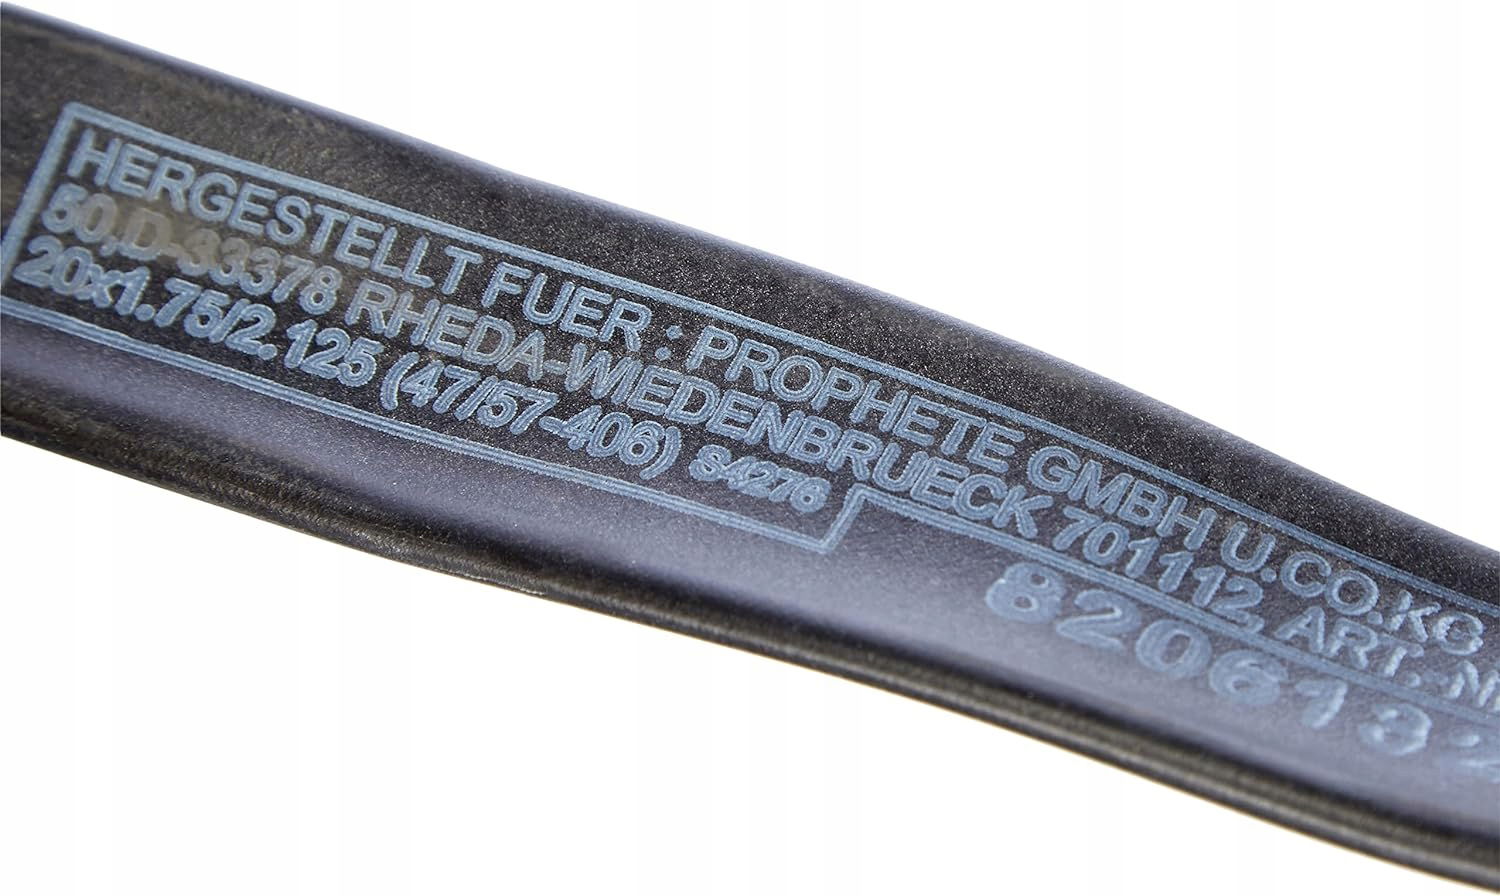 HERGESTELLT FUER : PROPHETE GMBH U.CO.KG
50,D-33378 RHEDA-WIEDENBRUECK 701112, ART.-N
20x1.75/2.125 (47/57-406) S4276
8206132